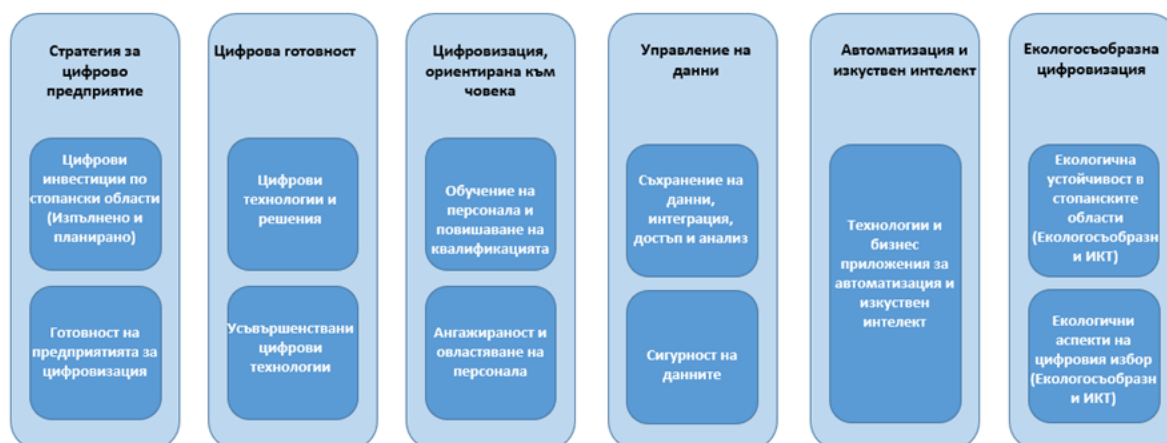 Стратегия за
цифрово
предприятие
Цифрови
инвестиции по
стопански области
(Изпълнено и
планирано)
Готовност на
предприятията за
цифровизация
Цифрова готовност
Цифрови
технологии и
решения
Усъвършенствани
цифрови
технологии
Цифровизация,
ориентирана към
човека
Обучение на
персонала и
повишаване на
квалификацията
Ангажираност и
овластяване на
персонала
Управление на
данни
Съхранение на
данни,
интеграция,
достъп и анализ
Сигурност на
данните
Автоматизация и
изкуствен интелект
Технологии и
бизнес
приложения за
автоматизация и
изкуствен
интелект
Екологосъобразна
цифровизация
Екологична
устойчивост в
стопанските
области
(Екологосъобразн
и ИКТ)
Екологични
аспекти на
цифровия избор
(Екологосъобразн
и ИКТ)